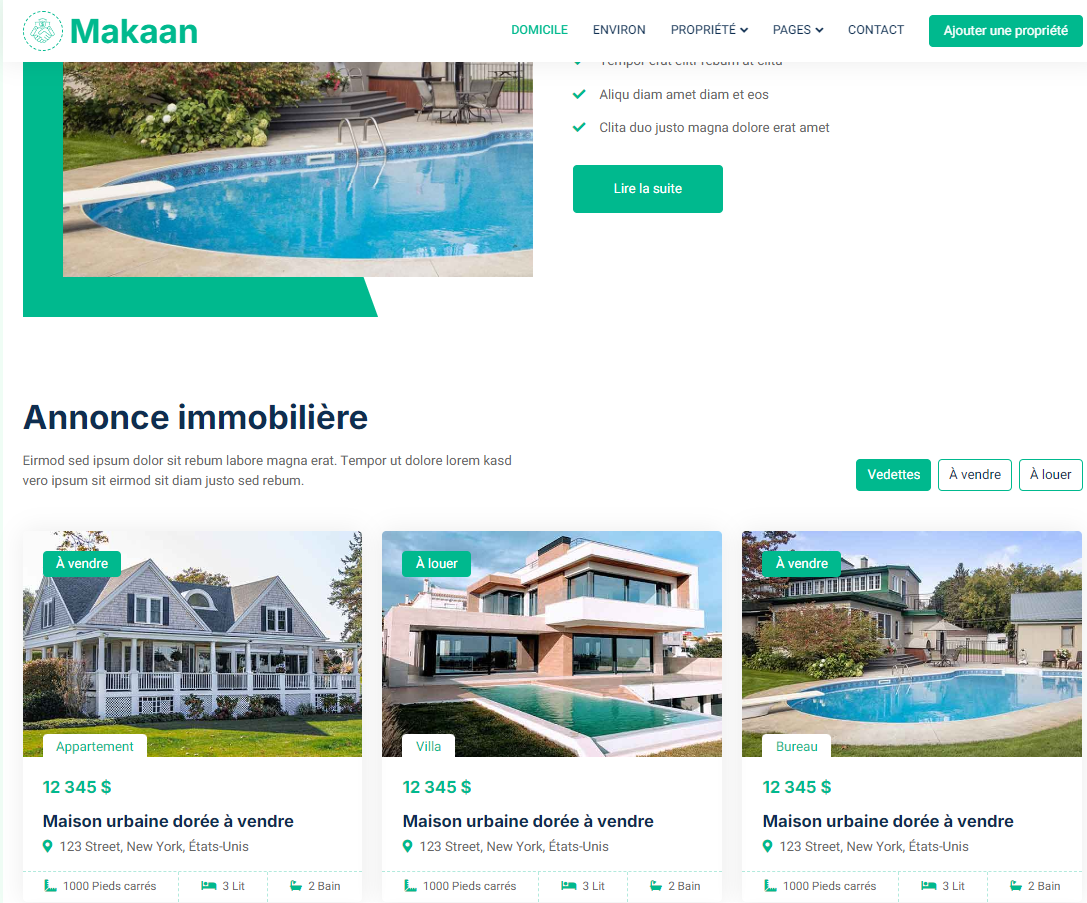 Makaan
DOMICILE
ENVIRON
PROPRIÉTÉ
PAGES
CONTACT
Ajouter une propriété
Tempor erat elitr rebum at clita
Aliqu diam amet diam et eos
Clita duo justo magna dolore erat amet
Lire la suite
Annonce immobilière
Eirmod sed ipsum dolor sit rebum labore magna erat. Tempor ut dolore lorem kasd
vero ipsum sit eirmod sit diam justo sed rebum.
Vedettes
À vendre
À louer
À vendre
Appartement
12 345 $
Maison urbaine dorée à vendre
123 Street, New York, États-Unis
1000 Pieds carrés
3 Lit
2 Bain
À louer
Villa
12 345 $
Maison urbaine dorée à vendre
123 Street, New York, États-Unis
1000 Pieds carrés
3 Lit
2 Bain
À vendre
Bureau
12 345 $
Maison urbaine dorée à vendre
123 Street, New York, États-Unis
1000 Pieds carrés
3 Lit
2 Bain